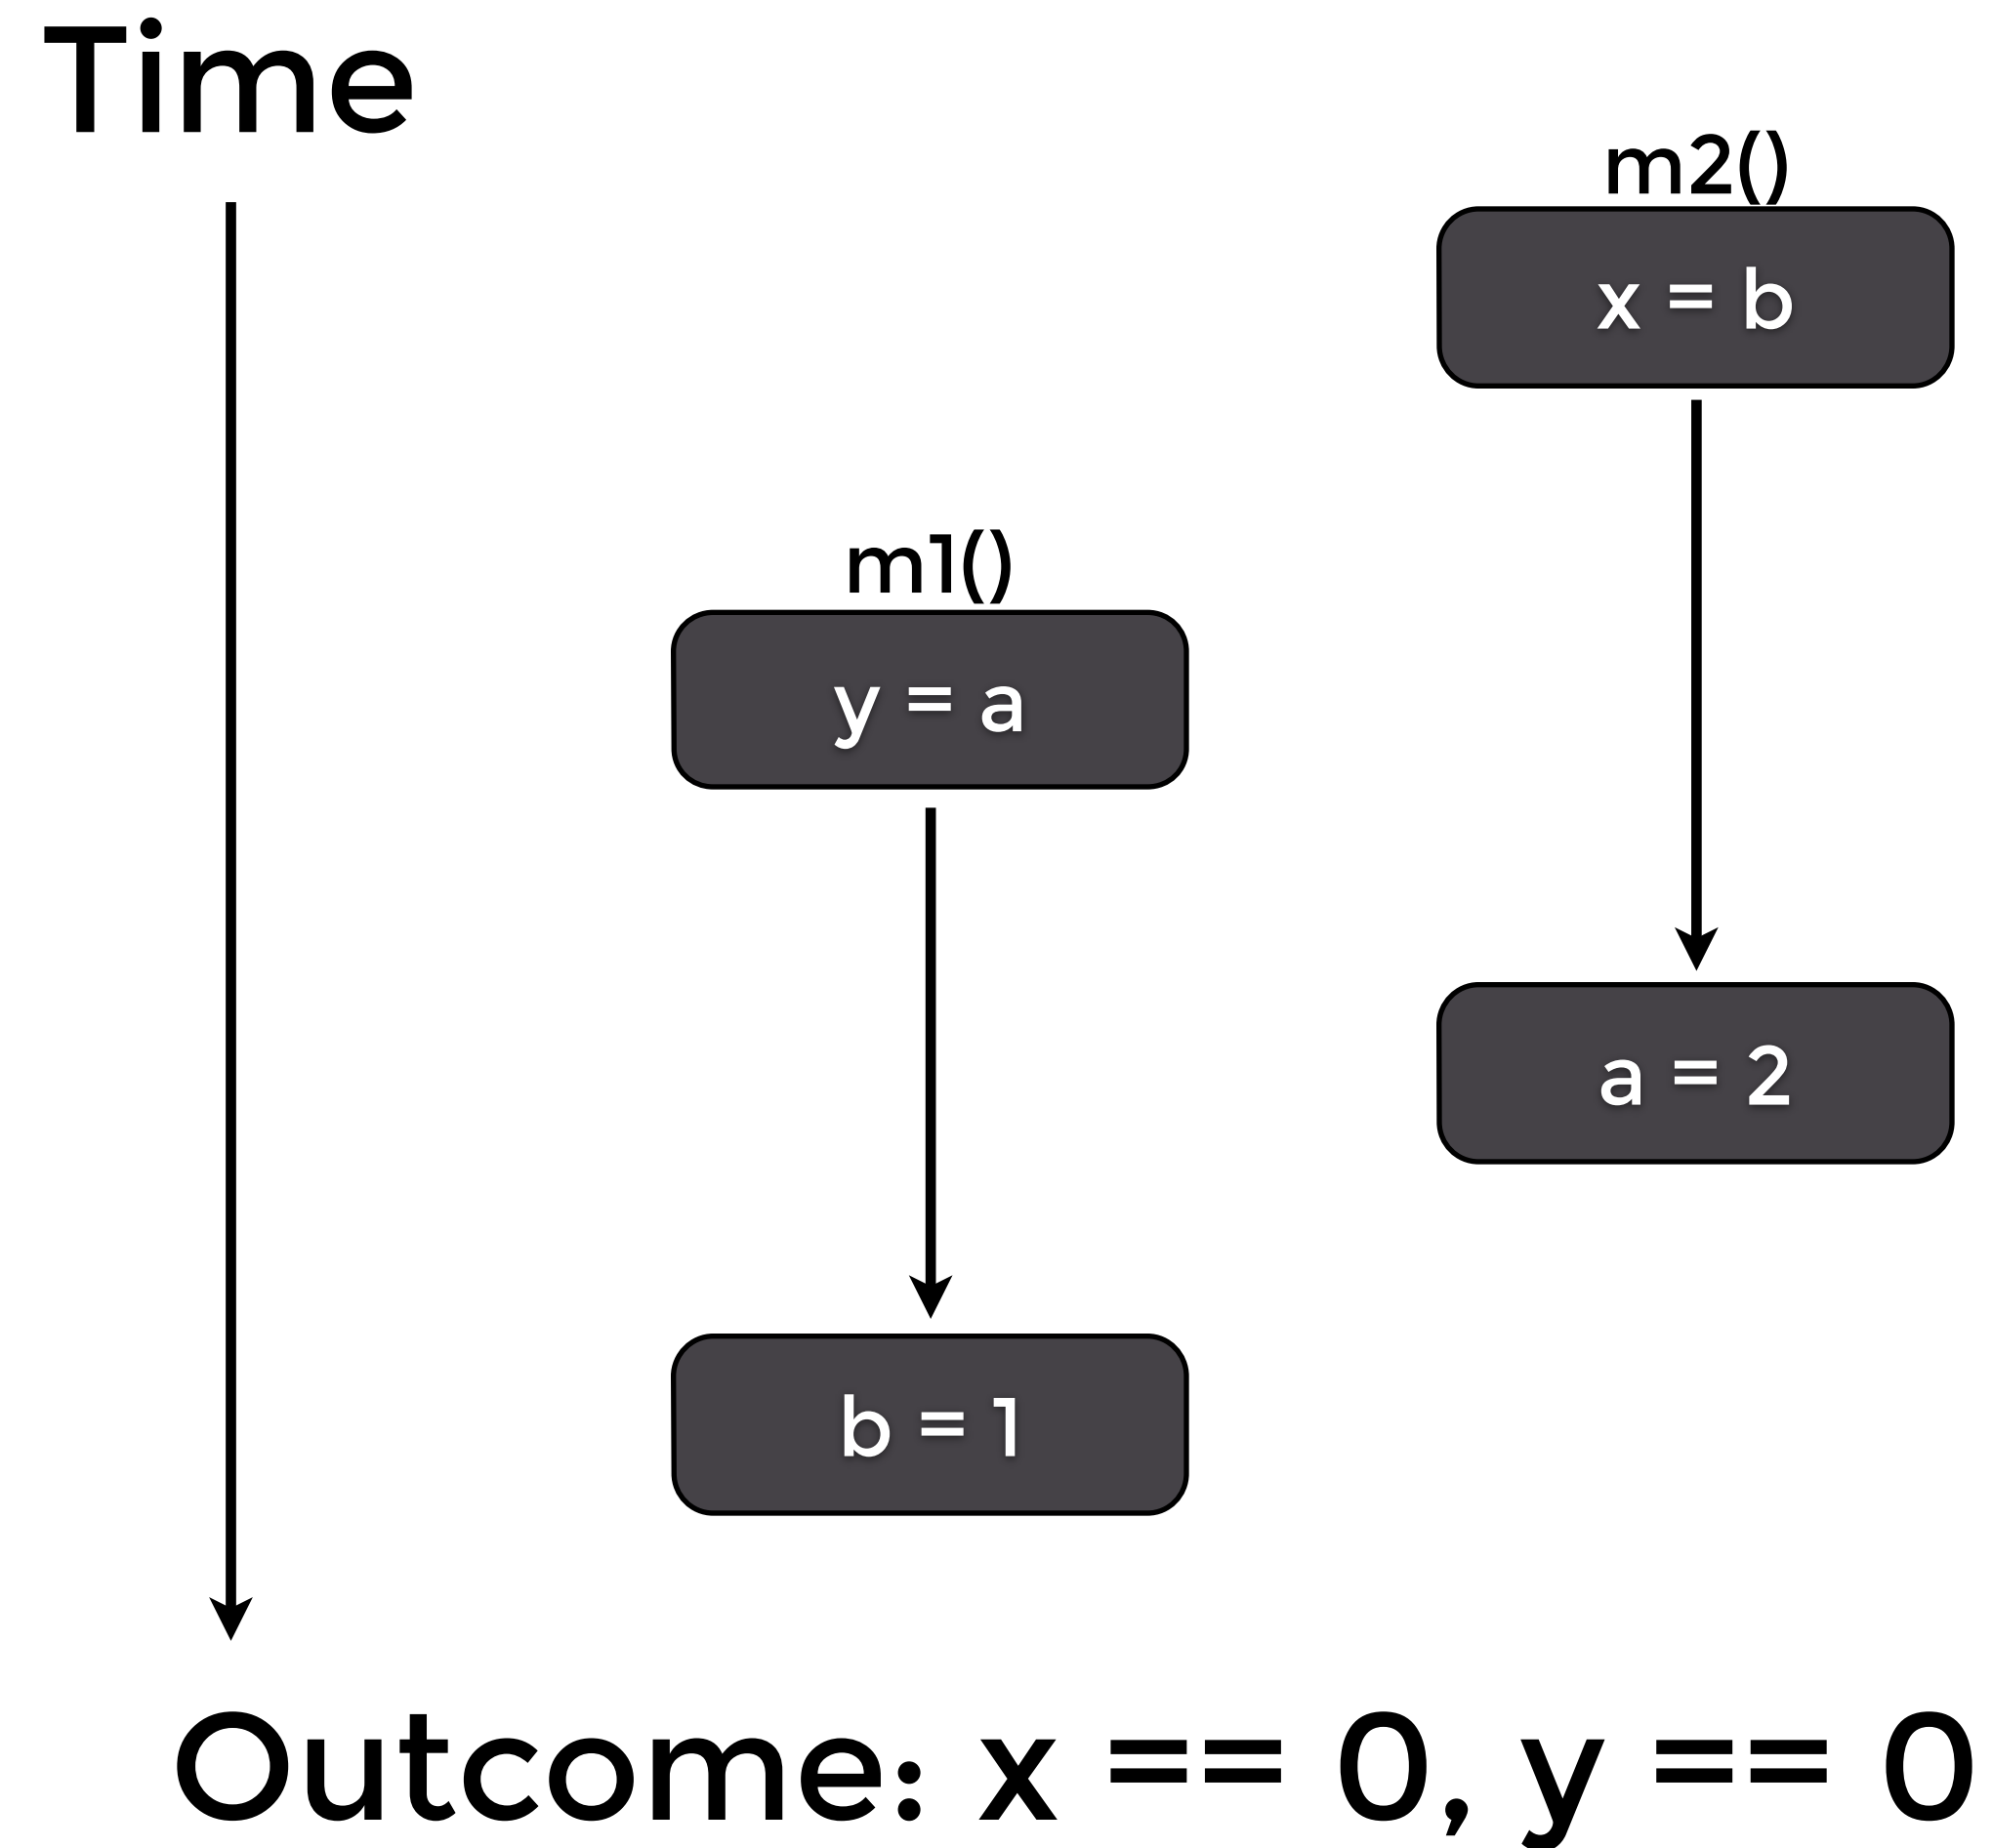 Time
m2()
x = b
m1()
y = a
a = 2
b = 1
Outcome: x == 0, y == 0